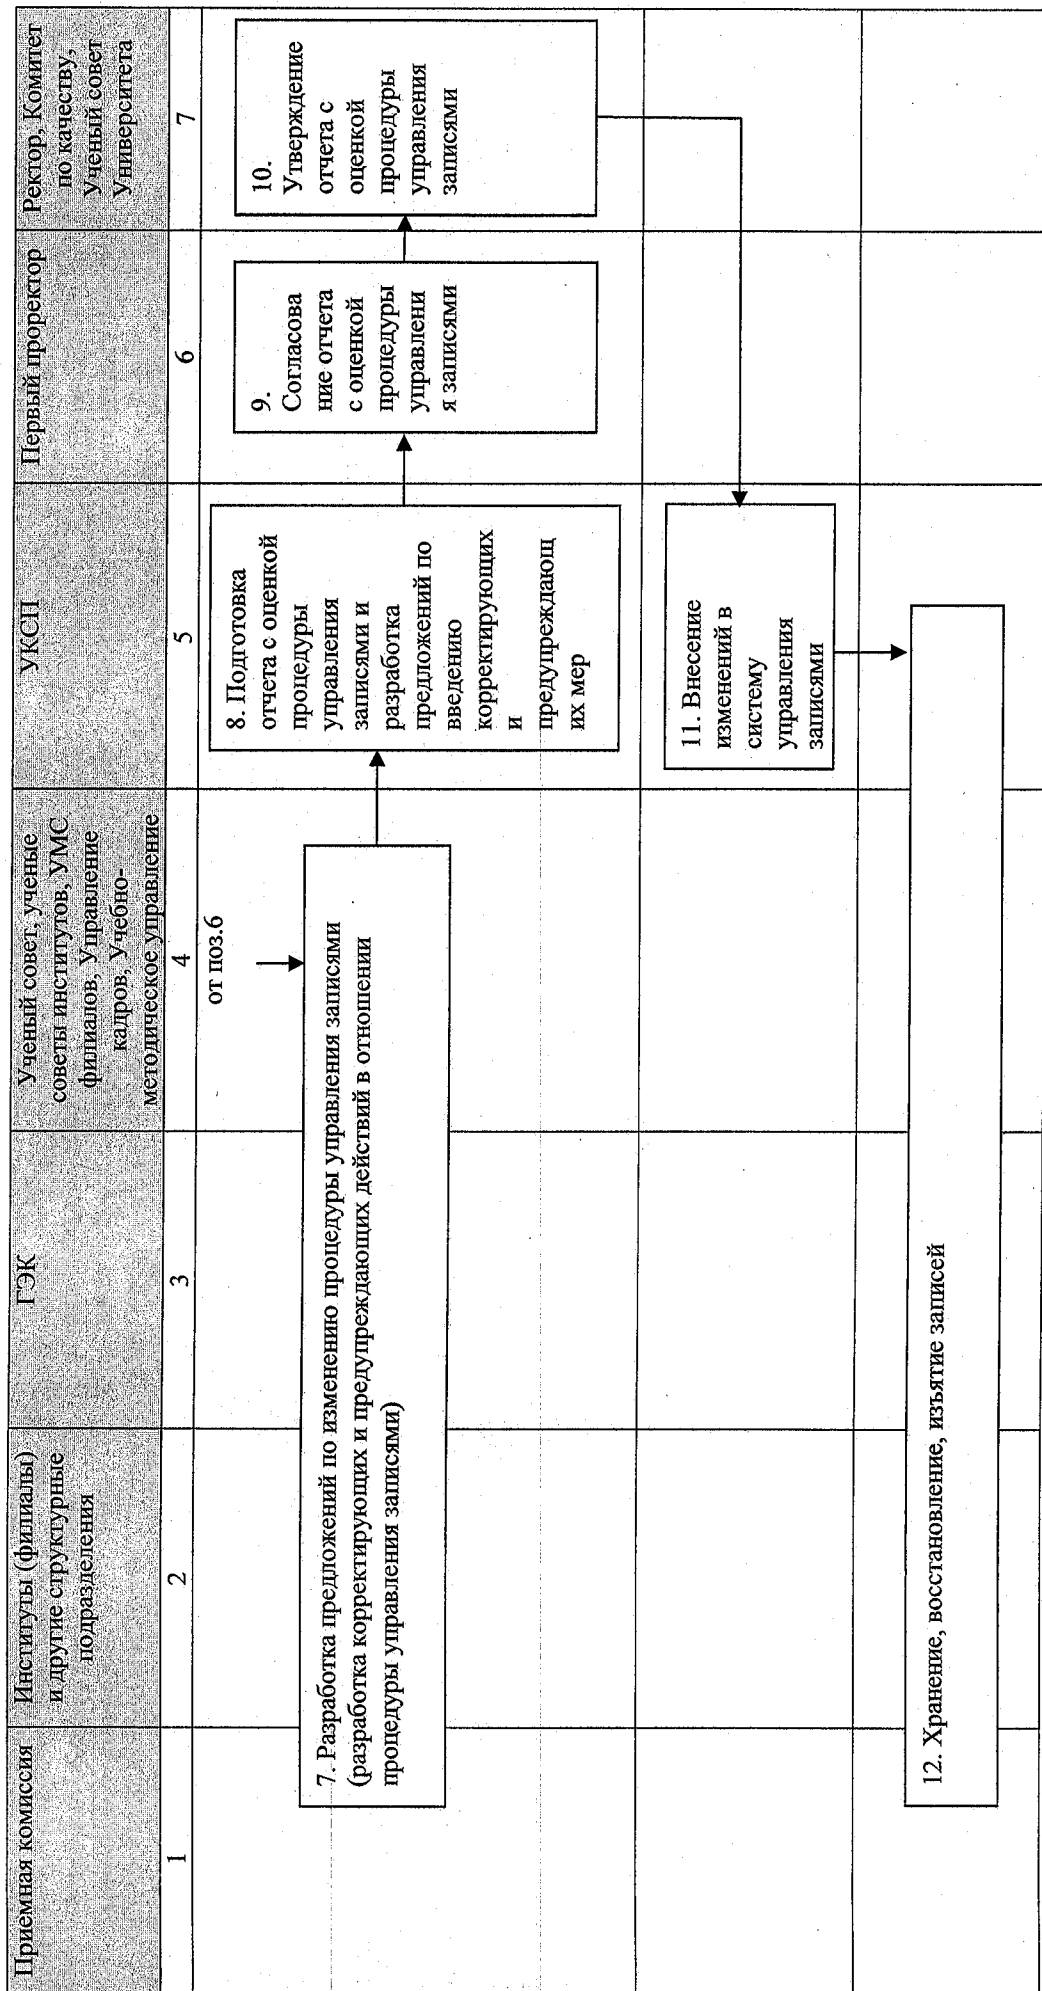 Приемная комиссия
Институты (филиалы)
и другие структурные
подразделения
ГЭК
Ученый совет, ученые
советы институтов, УМС
филиалов, Управление
кадров, Учебно-
методическое управление
УКСП
Первый проректор
Ректор, Комитет
по качеству,
Ученый совет
Университета
1
2
3
4
5
6
7
от поз.6
7. Разработка предложений по изменению процедуры управления записями
(разработка корректирующих и предупреждающих действий в отношении
процедуры управления записями)
8. Подготовка
отчета с оценкой
процедуры
управления
записями и
разработка
предложений по
введению
корректирующих
и
предупреждающ
их мер
9.
Согласова
ние отчета
с оценкой
процедуры
управлени
я записями
10.
Утверждение
отчета с
оценкой
процедуры
управления
записями
11. Внесение
изменений в
систему
управления
записями
12. Хранение, восстановление, изъятие записей